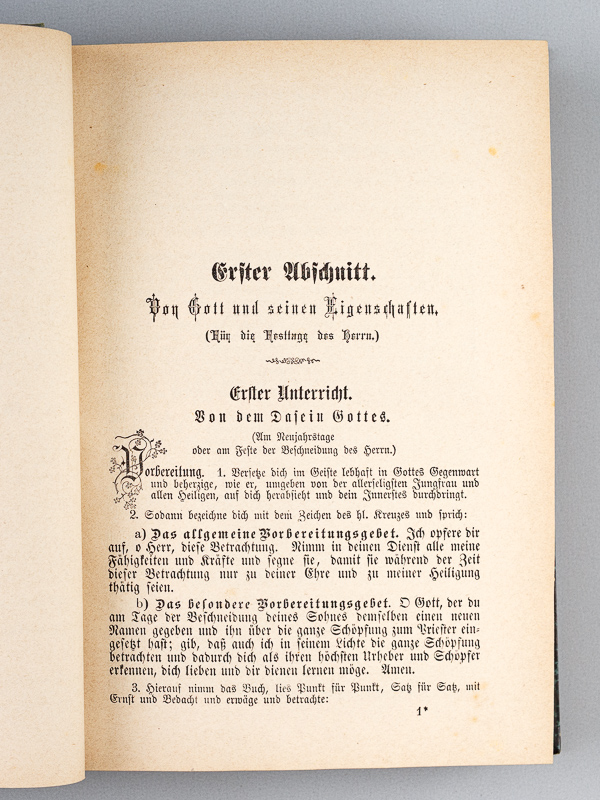 Erster Abschnitt.
Von Gott und seinen Eigenschaften.
(Für die Festtage des Herrn.)
Erster Unterricht.
Von dem Dasein Gottes.
(Am Neujahrstage
oder am Feste der Beschneidung des Herrn.)
Vorbereitung. 1. Versetze dich im Geiste lebhaft in Gottes Gegenwart
und beherzige, wie er, umgeben von der allerseligsten Jungfrau und
allen Heiligen, auf dich herabsieht und dein Innerstes durchdringt.
2. Sodann bezeichne dich mit dem Zeichen des hl. Kreuzes und sprich:
a) Das allgemeine Vorbereitungsgebet. Ich opfere dir
auf, o Herr, diese Betrachtung. Nimm in deinen Dienst alle meine
Fähigkeiten und Kräfte und segne sie, damit sie während der Zeit
dieser Betrachtung nur zu deiner Ehre und zu meiner Heiligung
thätig seien.
b) Das besondere Vorbereitungsgebet. O Gott, der du
am Tage der Beschneidung deines Sohnes demselben einen neuen
Namen gegeben und ihn über die ganze Schöpfung zum Priester ein-
gesetzt hast; gib, daß auch ich in seinem Lichte die ganze Schöpfung
betrachten und dadurch dich als ihren höchsten Urheber und Schöpfer
erkennen, dich lieben und dir dienen lernen möge. Amen.
3. Hierauf nimm das Buch, lies Punkt für Punkt, Satz für Satz, mit
Ernst und Bedacht und erwäge und betrachte:
1*